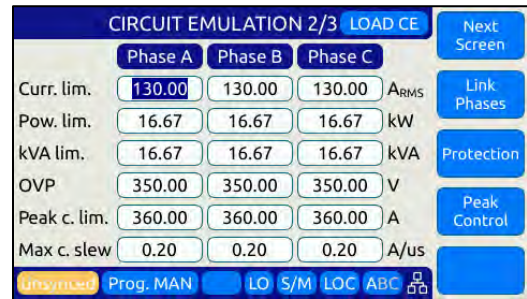 CIRCUIT EMULATION 2/3 LOAD CE
Next
Screen
Phase A Phase B Phase C
Curr. lim. 130.00 130.00 130.00 ARMS
Link
Phases
Pow. lim. 16.67 16.67 16.67 kW
kVA lim. 16.67 16.67 16.67 kVA
Protection
OVP 350.00 350.00 350.00 V
Peak c. lim. 360.00 360.00 360.00 A
Peak
Control
Max c. slew 0.20 0.20 0.20 A/us
Unsynced Prog. MAN LO S/M LOC ABC